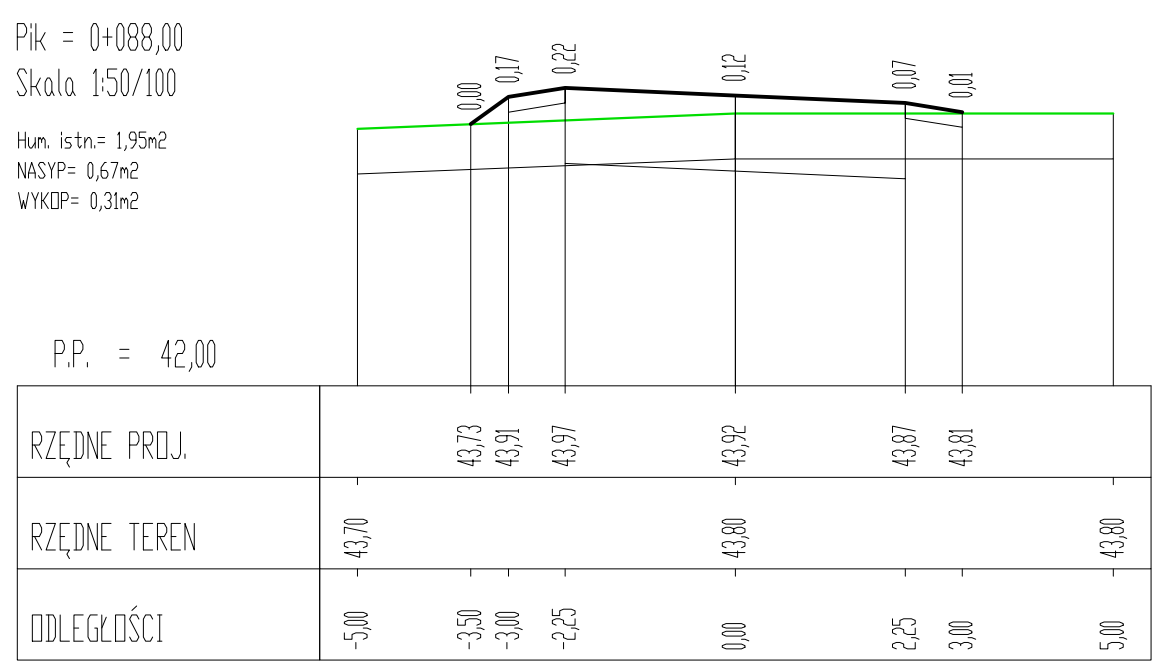 Pik = 0+088,00
Skala 1:50/100
Hum. istn.= 1,95m2
NASYP= 0,67m2
WYKOP= 0,31m2
0,00 0,17 0,22 0,12 0,07 0,01
P.P. = 42,00
RZĘDNE PROJ. 43,73 43,91 43,97 43,92 43,87 43,81
RZĘDNE TEREN 43,70 43,80 43,80
ODLEGŁOŚCI -5,00 -3,50 -3,00 -2,25 0,00 2,25 3,00 5,00